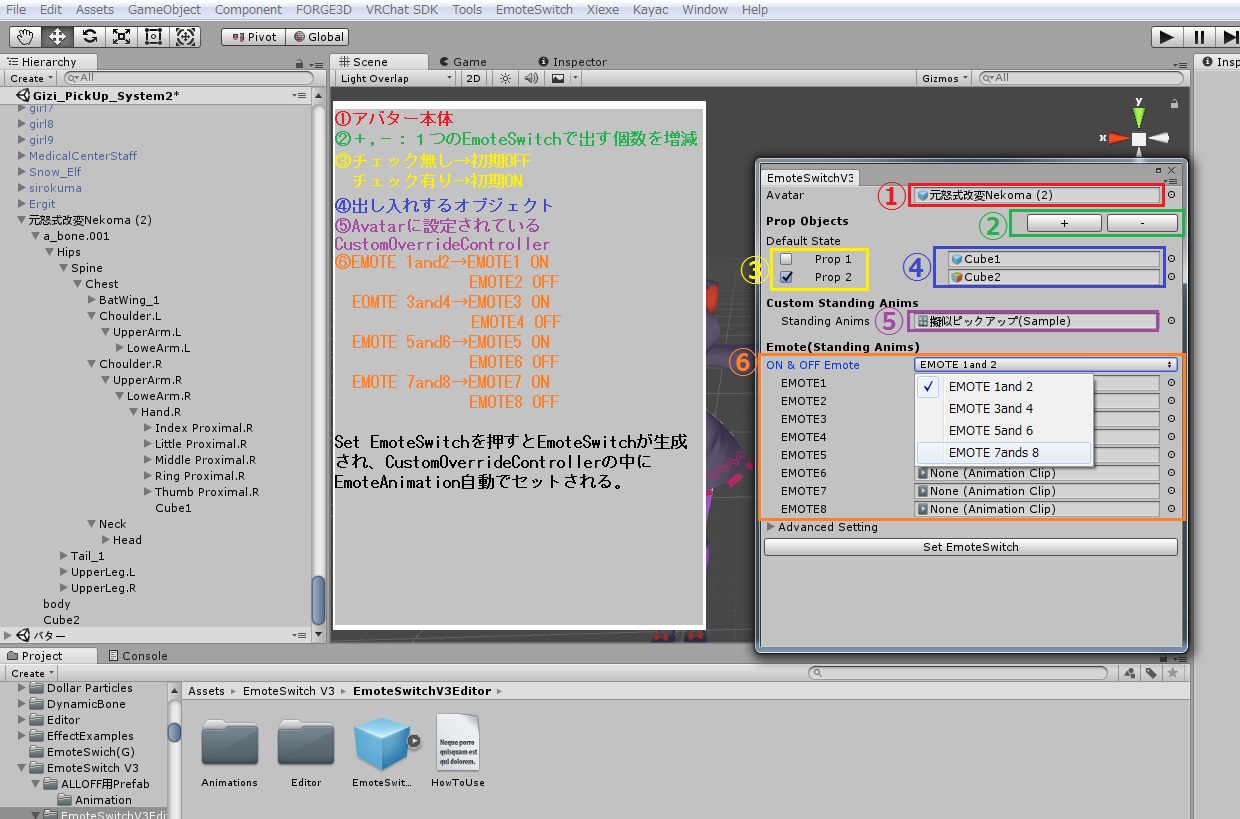 File Edit Assets GameObject Component FORGE3D VRChat SDK Tools EmoteSwitch Xiexe Kayac Window Help
Pivot Global
Hierarchy
Create All
Gizi_PickUp_System2*
girl7
girl8
girl9
MedicalCenterStaff
Snow_Elf
sirokuma
Ergit
元怒式改変Nekoma (2)
a_bone.001
Hips
Spine
Chest
BatWing_1
Choulder.L
UpperArm.L
LoweArm.L
Choulder.R
UpperArm.R
LoweArm.R
Hand.R
Index Proximal.R
Little Proximal.R
Middle Proximal.R
Ring Proximal.R
Thumb Proximal.R
Cube1
Neck
Head
Tail_1
UpperLeg.L
UpperLeg.R
body
Cube2
バター
Scene Game Inspector
Light Overlap 2D Gizmos All
①アバター本体
②＋,－：１つのEmoteSwitchで出す個数を増減
③チェック無し→初期OFF
チェック有り→初期ON
④出し入れするオブジェクト
⑤Avatarに設定されている
CustomOverrideController
⑥EMOTE 1and2→EMOTE1 ON
EMOTE2 OFF
EOMTE 3and4→EMOTE3 ON
EMOTE4 OFF
EMOTE 5and6→EMOTE5 ON
EMOTE6 OFF
EMOTE 7and8→EMOTE7 ON
EMOTE8 OFF
Set EmoteSwitchを押すとEmoteSwitchが生成
され、CustomOverrideControllerの中に
EmoteAnimation自動でセットされる。
y
x
Insp
EmoteSwitchV3
Avatar ① 元怒式改変Nekoma (2)
Prop Objects ② + -
Default State
③ Prop 1 ④ Cube1
Prop 2 Cube2
Custom Standing Anims
Standing Anims ⑤ 擬似ピックアップ(Sample)
Emote(Standing Anims)
⑥ ON & OFF Emote EMOTE 1and 2
EMOTE1 EMOTE 1and 2
EMOTE2 EMOTE 3and 4
EMOTE3 EMOTE 5and 6
EMOTE4 EMOTE 7ands 8
EMOTE5
EMOTE6 None (Animation Clip)
EMOTE7 None (Animation Clip)
EMOTE8 None (Animation Clip)
Advanced Setting
Set EmoteSwitch
Project Console
Create
Dollar Particles
DynamicBone
Editor
EffectExamples
EmoteSwich(G)
EmoteSwitch V3
ALLOFF用Prefab
Animation
EmoteSwitchV3Edi
Assets EmoteSwitch V3 EmoteSwitchV3Editor
Neque porro
quisquam est
qui dolorem.
Animations Editor EmoteSwit... HowToUse